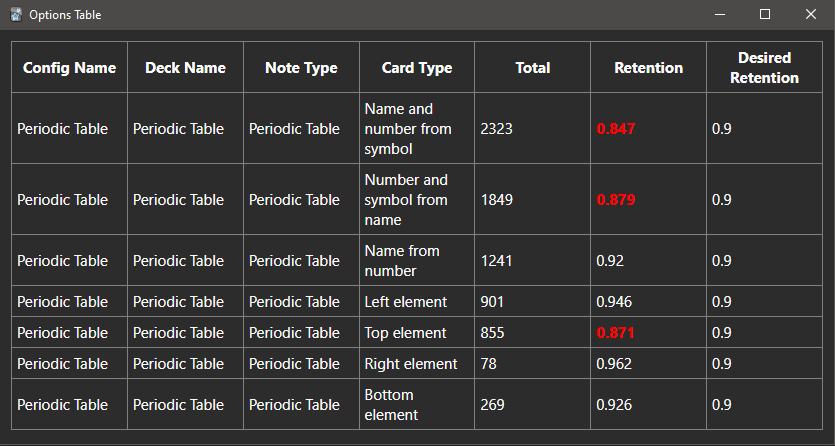 Options Table
Config Name Deck Name Note Type Card Type Total Retention Desired
Retention
Periodic Table Periodic Table Periodic Table Name and
number from
symbol 2323 0.847 0.9
Periodic Table Periodic Table Periodic Table Number and
symbol from
name 1849 0.879 0.9
Periodic Table Periodic Table Periodic Table Name from
number 1241 0.92 0.9
Periodic Table Periodic Table Periodic Table Left element 901 0.946 0.9
Periodic Table Periodic Table Periodic Table Top element 855 0.871 0.9
Periodic Table Periodic Table Periodic Table Right element 78 0.962 0.9
Periodic Table Periodic Table Periodic Table Bottom
element 269 0.926 0.9